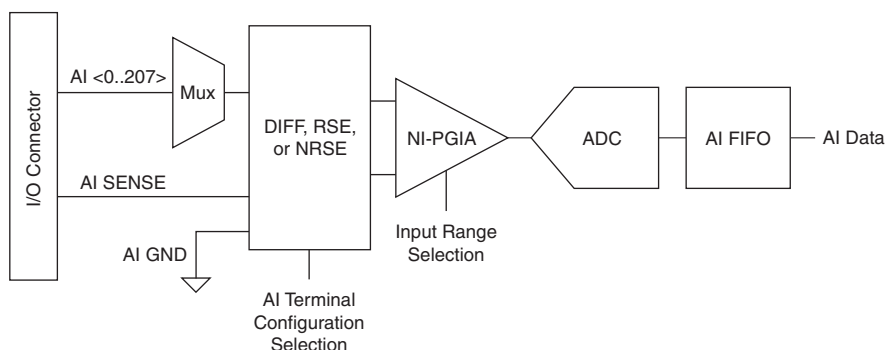 I/O Connector
AI <0..207>
Mux
DIFF, RSE,
or NRSE
NI-PGIA
ADC
AI FIFO
AI Data
AI SENSE
AI GND
Input Range
Selection
AI Terminal
Configuration
Selection